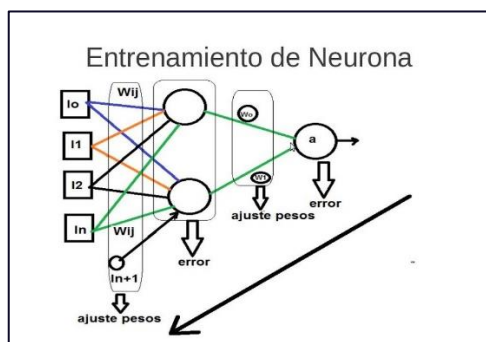 Entrenamiento de Neurona
Wij
Io
I1
I2
In
Wij
In+1
Wo
W1
a
ajuste pesos
error
error
ajuste pesos